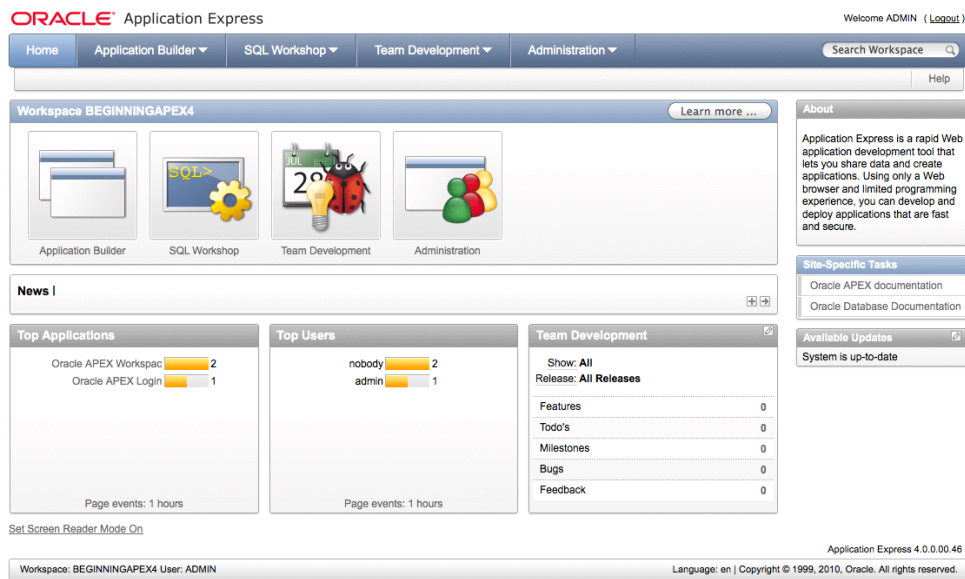 ORACLE Application Express
Welcome ADMIN ( Logout )
Home
Application Builder
SQL Workshop
Team Development
Administration
Search Workspace
Help
Workspace BEGINNINGAPEX4
Learn more ...
JUL
28
SQL>
Application Builder
SQL Workshop
Team Development
Administration
News |
Top Applications
Oracle APEX Workspac 2
Oracle APEX Login 1
Page events: 1 hours
Top Users
nobody 2
admin 1
Page events: 1 hours
Team Development
Show: All
Release: All Releases
Features 0
Todo's 0
Milestones 0
Bugs 0
Feedback 0
About
Application Express is a rapid Web
application development tool that
lets you share data and create
applications. Using only a Web
browser and limited programming
experience, you can develop and
deploy applications that are fast
and secure.
Site-Specific Tasks
Oracle APEX documentation
Oracle Database Documentation
Available Updates
System is up-to-date
Set Screen Reader Mode On
Application Express 4.0.0.00.46
Workspace: BEGINNINGAPEX4 User: ADMIN
Language: en | Copyright © 1999, 2010, Oracle. All rights reserved.